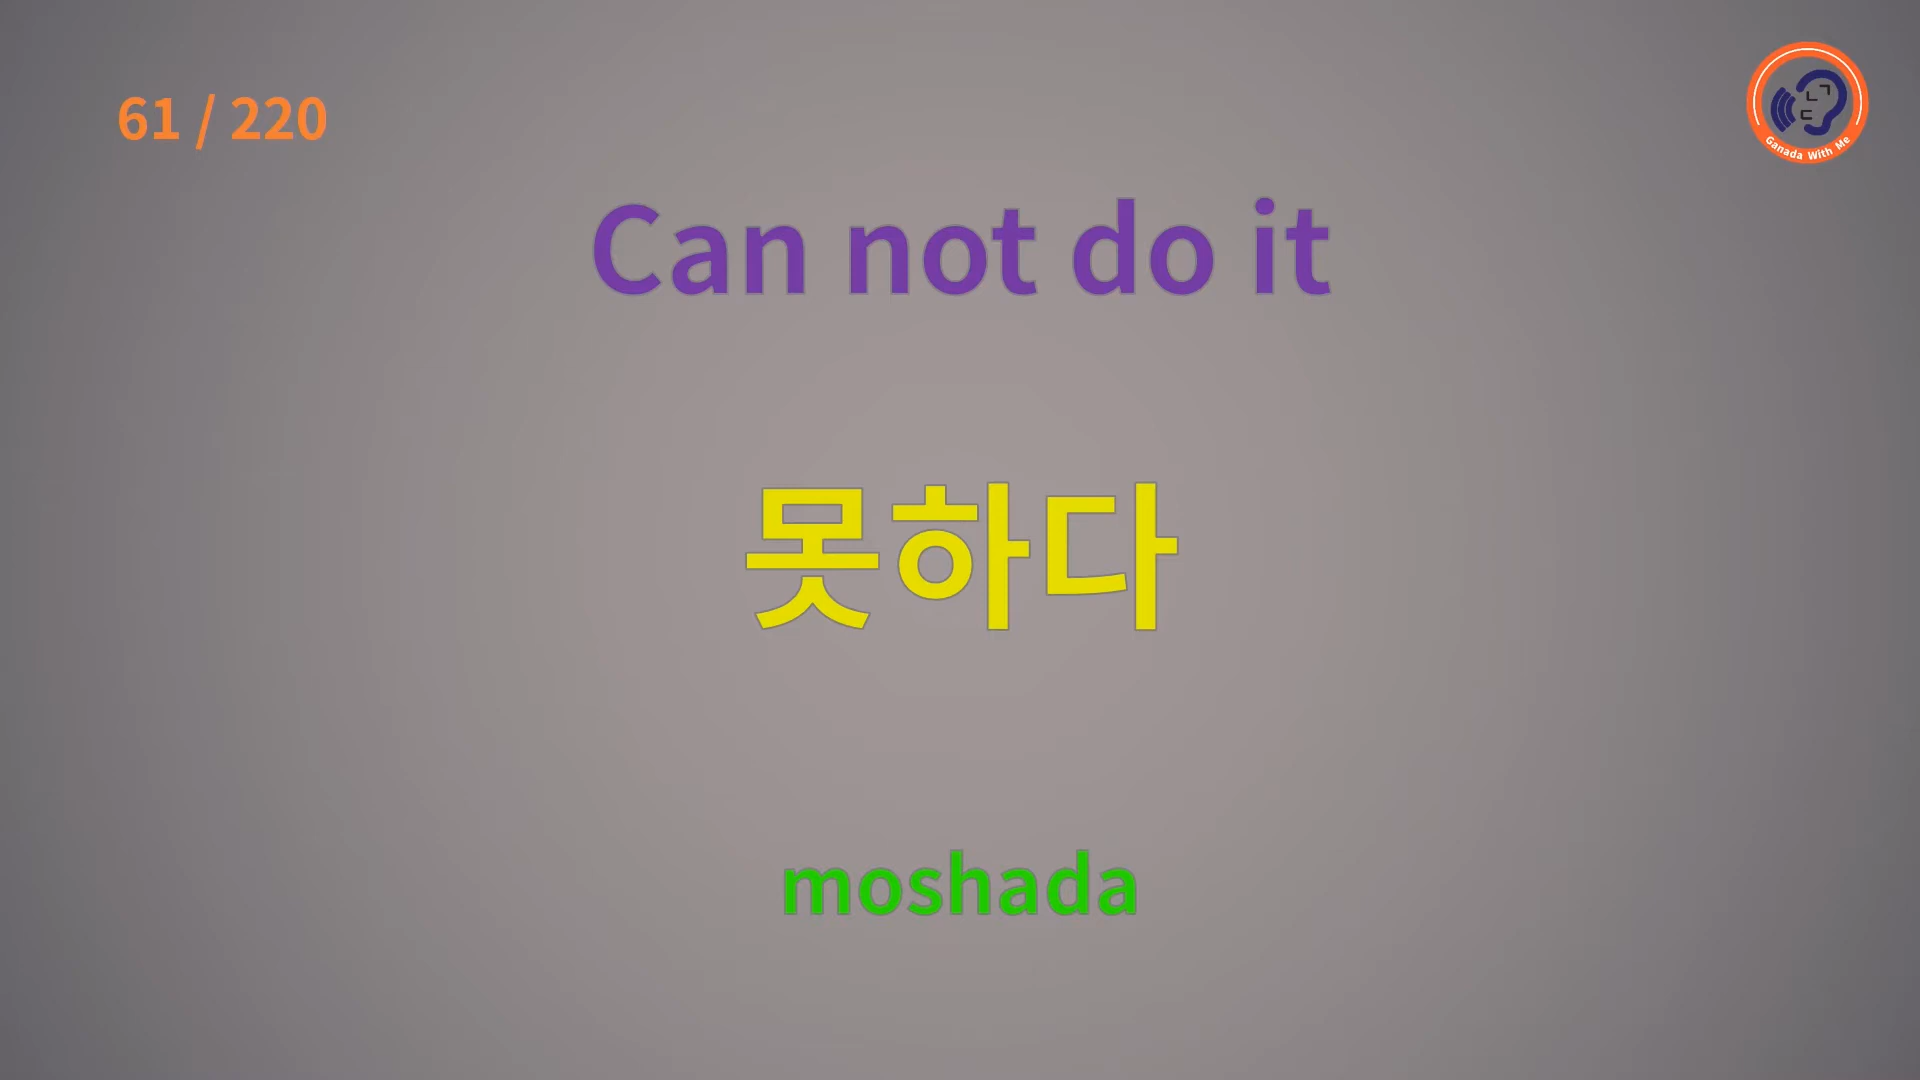 61 / 220
Ganada With Me
Can not do it
못하다
moshada